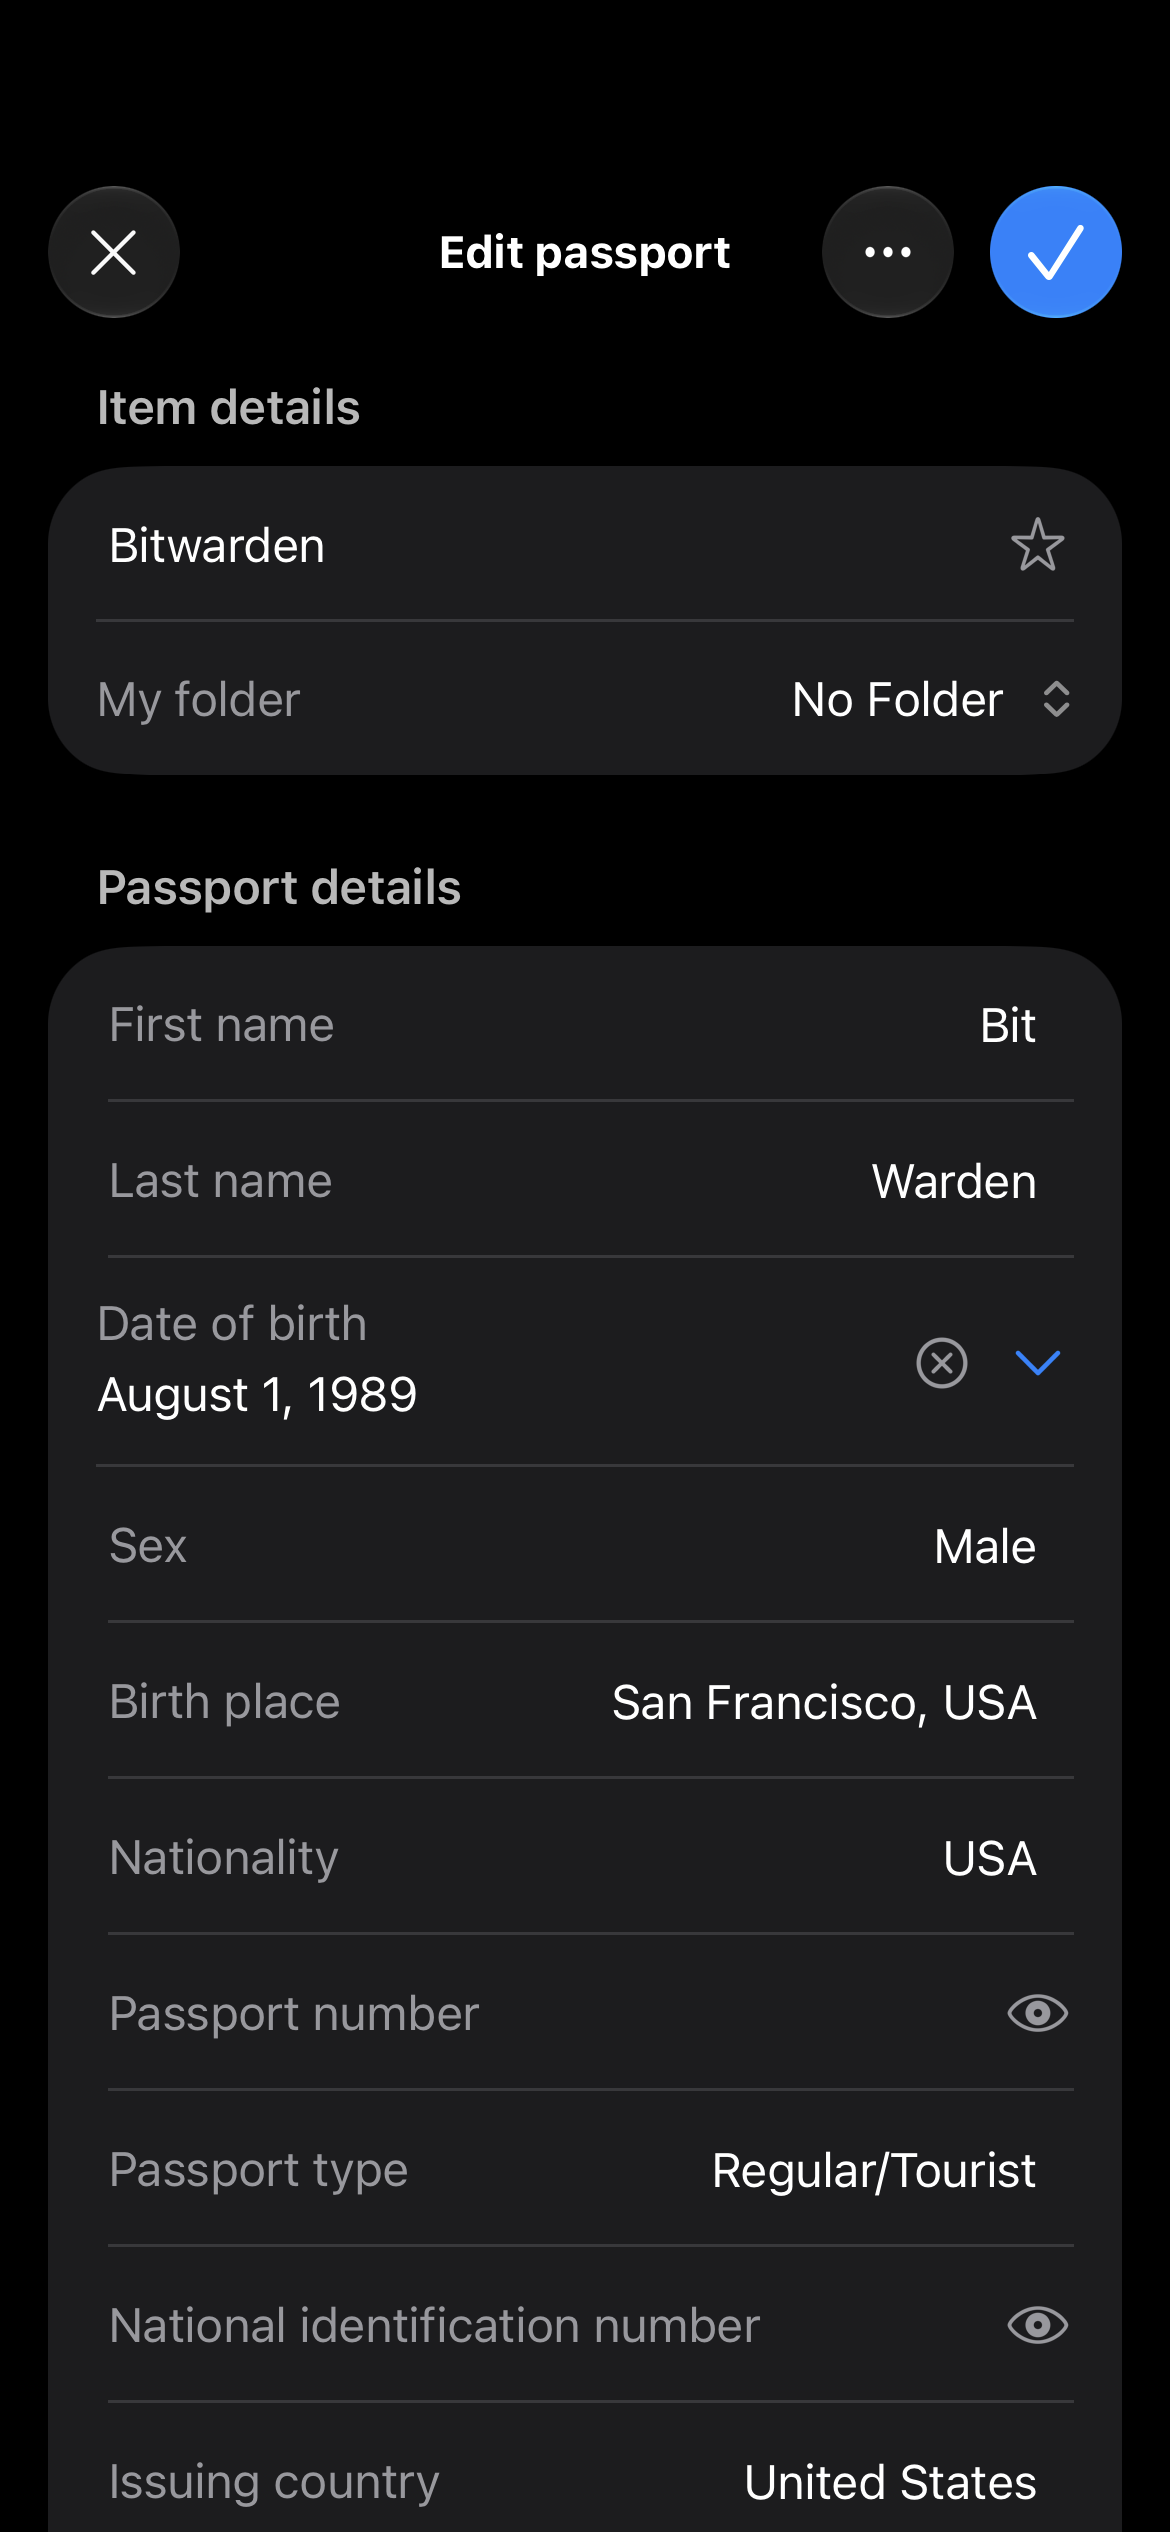 Edit passport
Item details
Bitwarden
My folder No Folder
Passport details
First name Bit
Last name Warden
Date of birth
August 1, 1989
Sex Male
Birth place San Francisco, USA
Nationality USA
Passport number
Passport type Regular/Tourist
National identification number
Issuing country United States